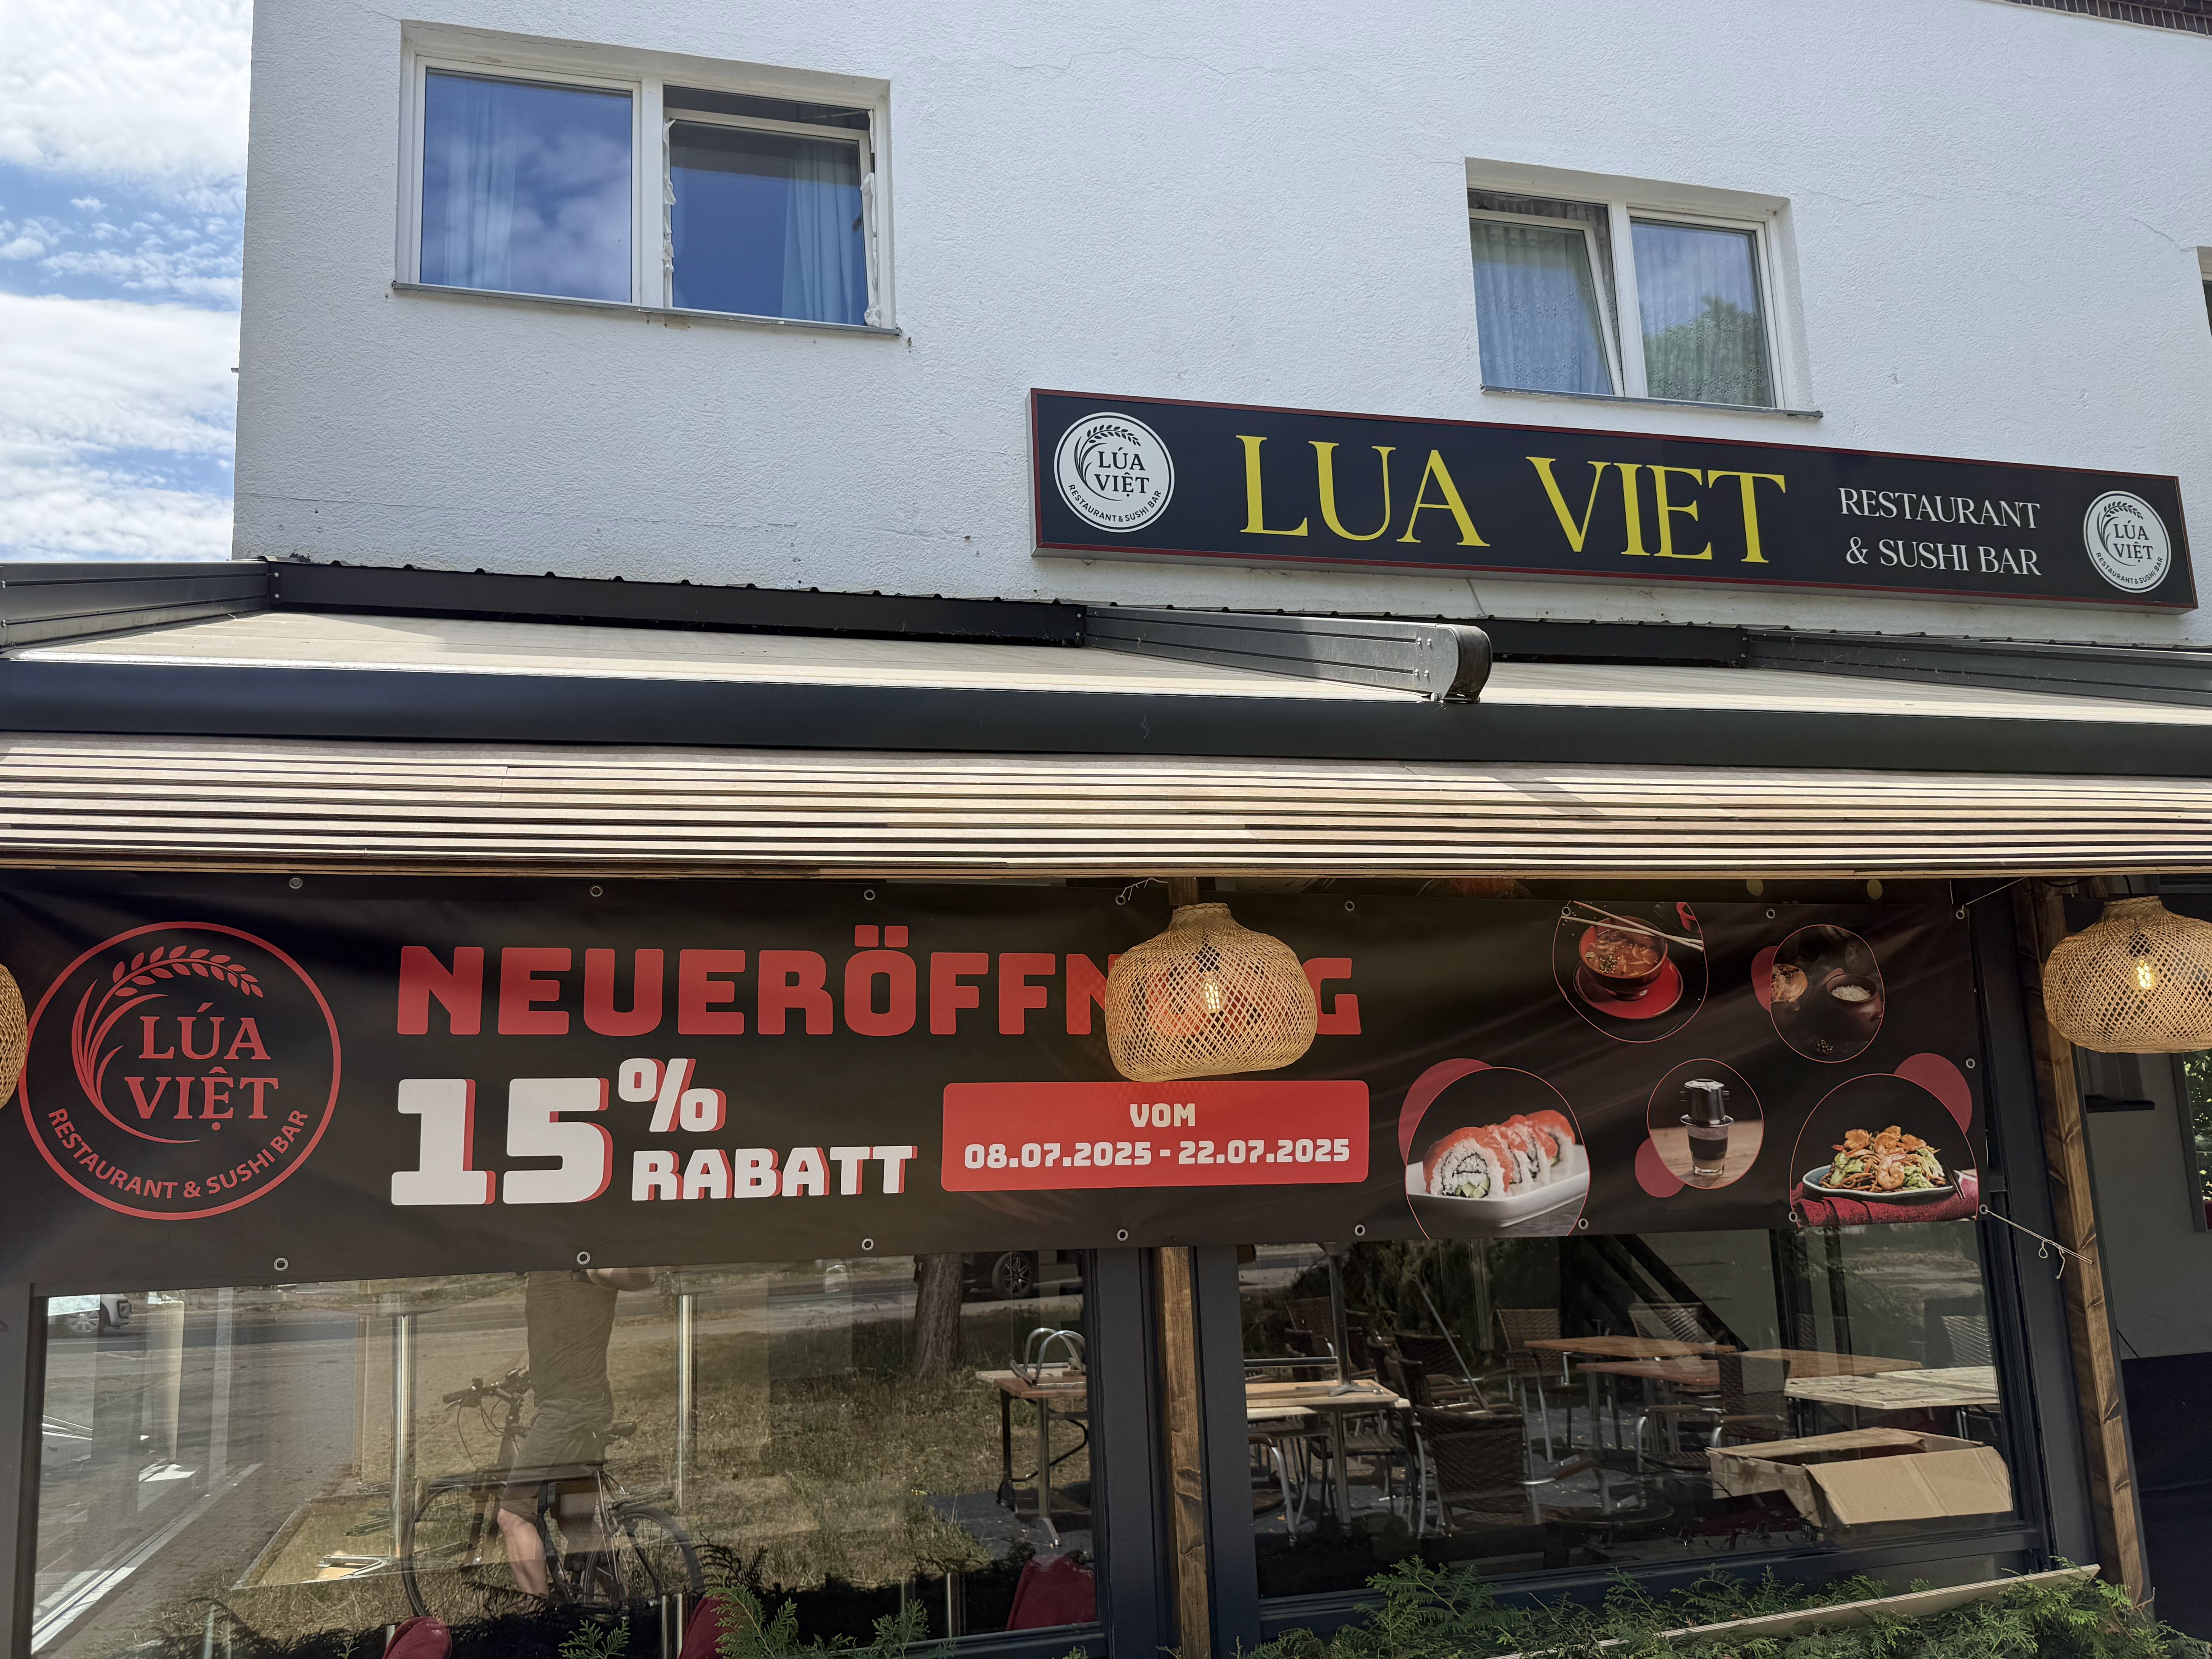 LÚA
VIỆT
RESTAURANT & SUSHI BAR
LUA VIET
RESTAURANT
& SUSHI BAR
LÚA
VIỆT
RESTAURANT & SUSHI BAR
LÚA
VIỆT
RESTAURANT & SUSHI BAR
NEUERÖFFNUNG
15%
RABATT
VOM
08.07.2025 - 22.07.2025